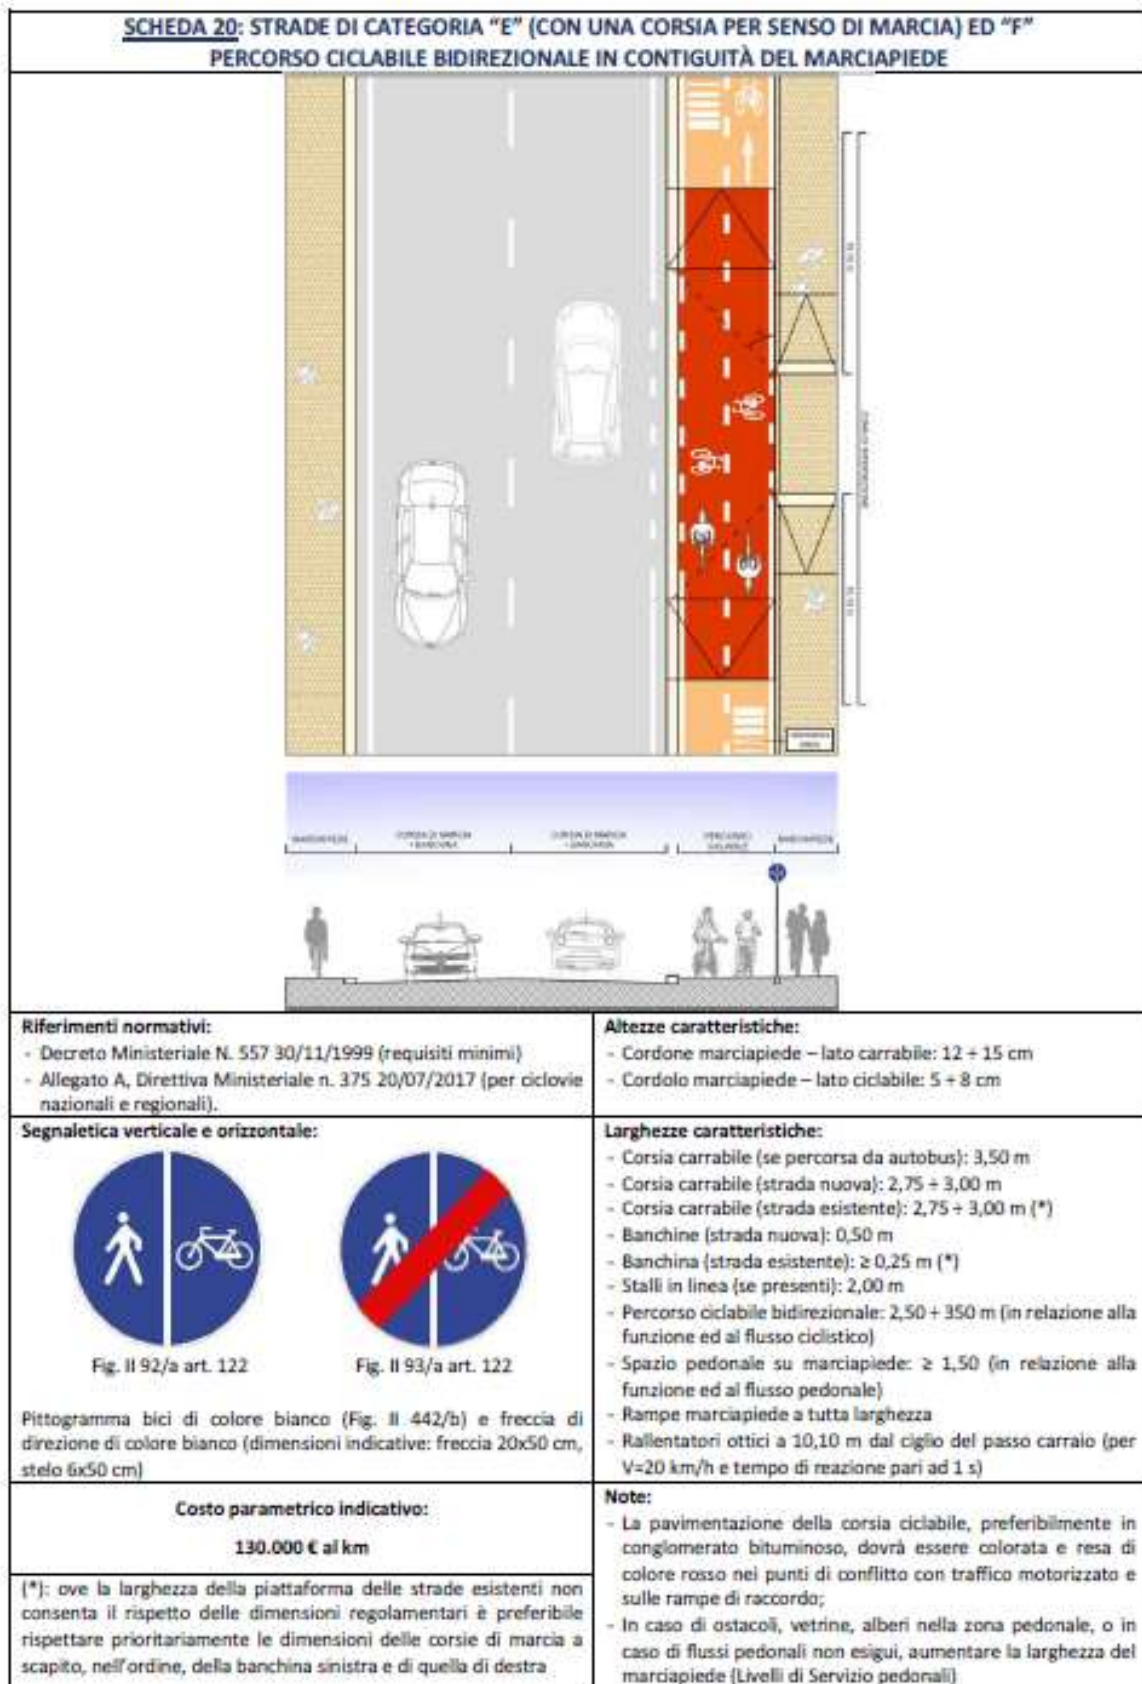 SCHEDA 20: STRADE DI CATEGORIA "E" (CON UNA CORSIA PER SENSO DI MARCIA) ED "F"
PERCORSO CICLABILE BIDIREZIONALE IN CONTIGUITÀ DEL MARCIAPIEDE
MARCIAPIEDE
CORSIA DI MARCIA
+ BANCHINA
CORSIA DI MARCIA
+ BANCHINA
PERCORSO
CICLABILE
MARCIAPIEDE
Riferimenti normativi:
- Decreto Ministeriale N. 557 30/11/1999 (requisiti minimi)
- Allegato A, Direttiva Ministeriale n. 375 20/07/2017 (per ciclovie
nazionali e regionali).
Altezze caratteristiche:
- Cordone marciapiede – lato carrabile: 12 ÷ 15 cm
- Cordolo marciapiede – lato ciclabile: 5 ÷ 8 cm
Segnaletica verticale e orizzontale:
Fig. II 92/a art. 122
Fig. II 93/a art. 122
Pittogramma bici di colore bianco (Fig. II 442/b) e freccia di
direzione di colore bianco (dimensioni indicative: freccia 20x50 cm,
stelo 6x50 cm)
Larghezze caratteristiche:
- Corsia carrabile (se percorsa da autobus): 3,50 m
- Corsia carrabile (strada nuova): 2,75 ÷ 3,00 m
- Corsia carrabile (strada esistente): 2,75 ÷ 3,00 m (*)
- Banchine (strada nuova): 0,50 m
- Banchina (strada esistente): ≥ 0,25 m (*)
- Stalli in linea (se presenti): 2,00 m
- Percorso ciclabile bidirezionale: 2,50 ÷ 350 m (in relazione alla
funzione ed al flusso ciclistico)
- Spazio pedonale su marciapiede: ≥ 1,50 (in relazione alla
funzione ed al flusso pedonale)
- Rampe marciapiede a tutta larghezza
- Rallentatori ottici a 10,10 m dal ciglio del passo carraio (per
V=20 km/h e tempo di reazione pari ad 1 s)
Costo parametrico indicativo:
130.000 € al km
(*): ove la larghezza della piattaforma delle strade esistenti non
consenta il rispetto delle dimensioni regolamentari è preferibile
rispettare prioritariamente le dimensioni delle corsie di marcia a
scapito, nell'ordine, della banchina sinistra e di quella di destra
Note:
- La pavimentazione della corsia ciclabile, preferibilmente in
conglomerato bituminoso, dovrà essere colorata e resa di
colore rosso nei punti di conflitto con traffico motorizzato e
sulle rampe di raccordo;
- In caso di ostacoli, vetrine, alberi nella zona pedonale, o in
caso di flussi pedonali non esigui, aumentare la larghezza del
marciapiede (Livelli di Servizio pedonali)